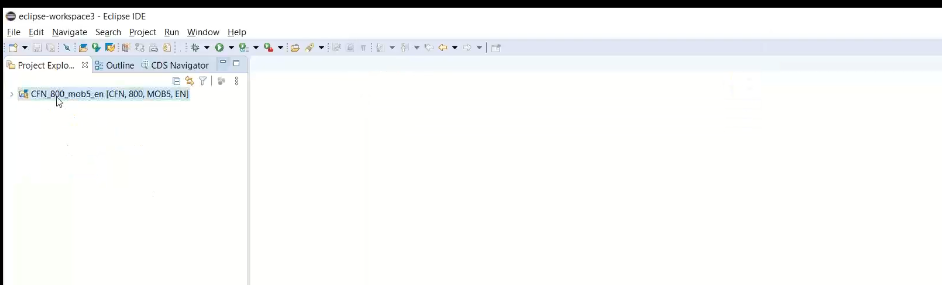 eclipse-workspace3 - Eclipse IDE
File Edit Navigate Search Project Run Window Help
Project Explo... Outline CDS Navigator
CFN_800_mob5_en [CFN, 800, MOB5, EN]